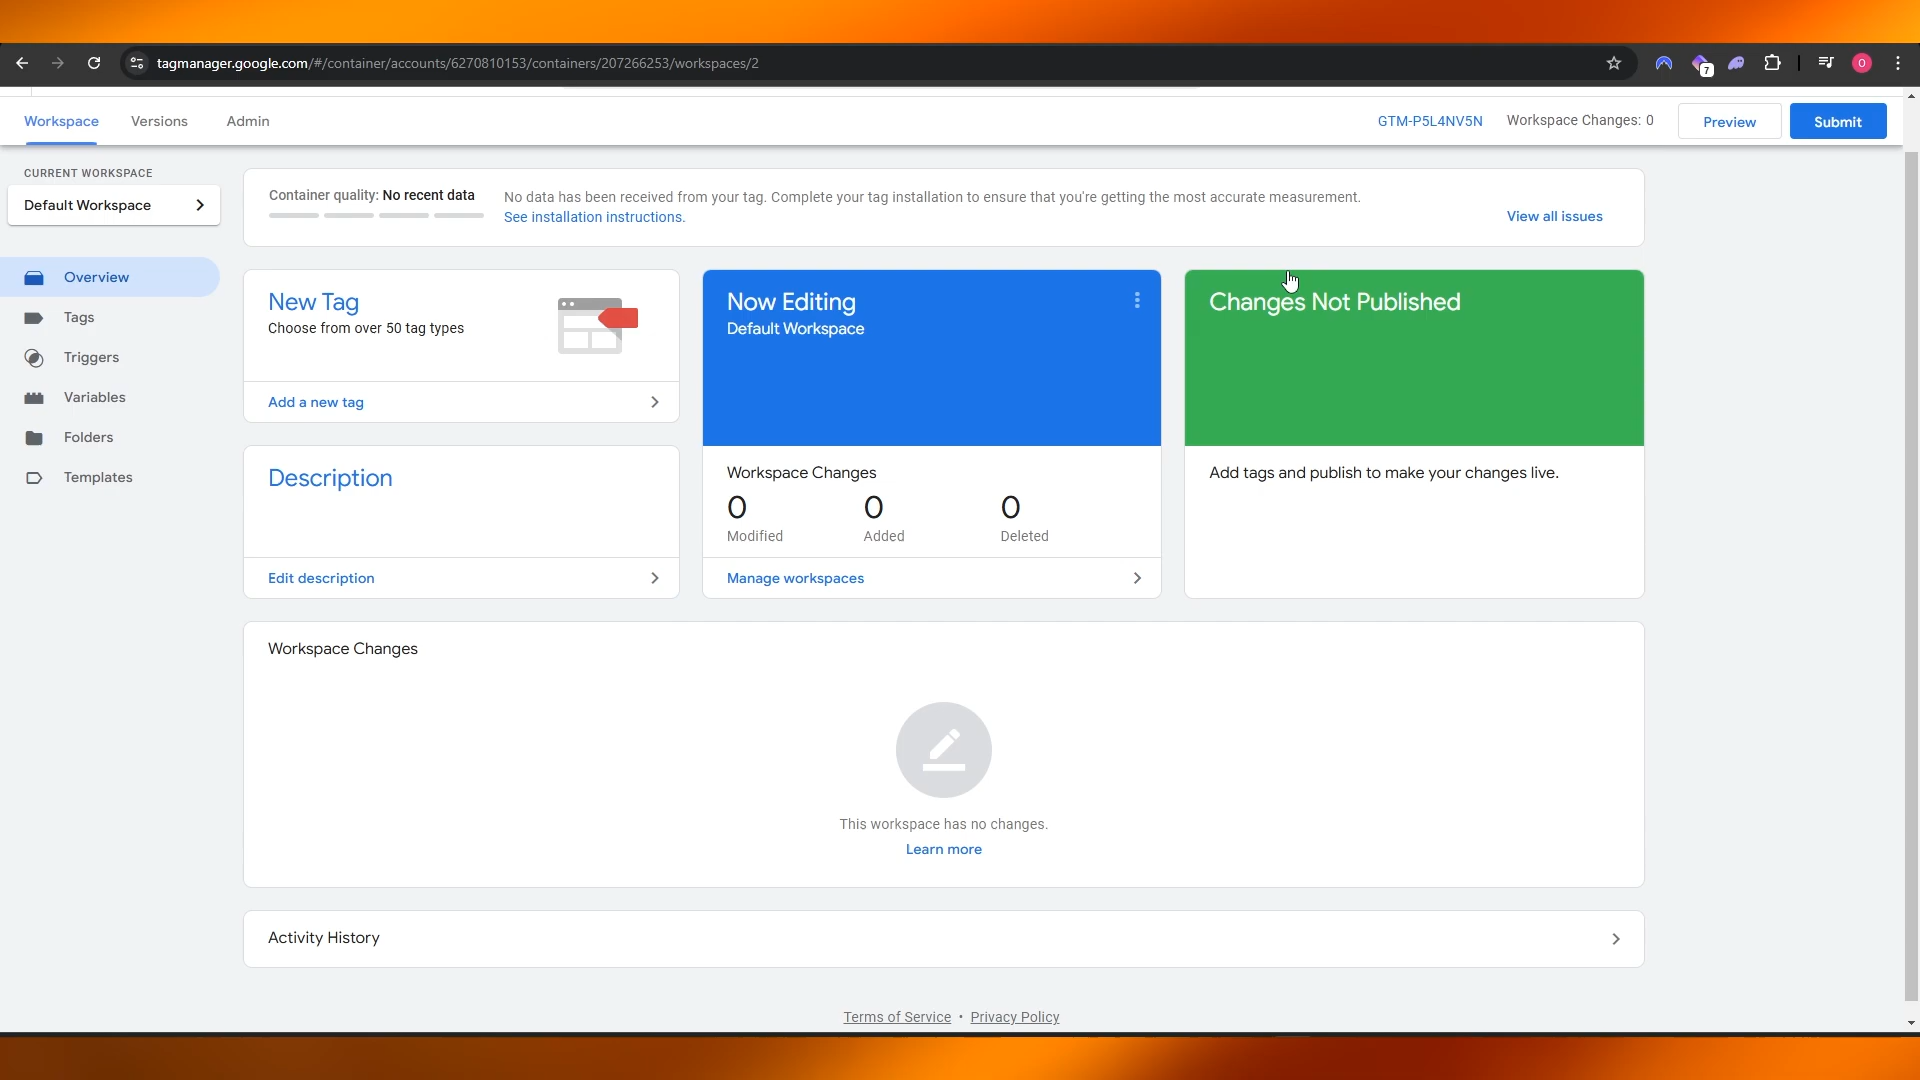 tagmanager.google.com/#/container/accounts/6270810153/containers/207266253/workspaces/2
7
O
Workspace
Versions
Admin
GTM-P5L4NV5N
Workspace Changes: 0
Preview
Submit
CURRENT WORKSPACE
Default Workspace
Overview
Tags
Triggers
Variables
Folders
Templates
Container quality: No recent data
No data has been received from your tag. Complete your tag installation to ensure that you're getting the most accurate measurement.
See installation instructions.
View all issues
New Tag
Choose from over 50 tag types
Add a new tag
Description
Edit description
Now Editing
Default Workspace
Workspace Changes
0
0
0
Modified
Added
Deleted
Manage workspaces
Changes Not Published
Add tags and publish to make your changes live.
Workspace Changes
This workspace has no changes.
Learn more
Activity History
Terms of Service • Privacy Policy